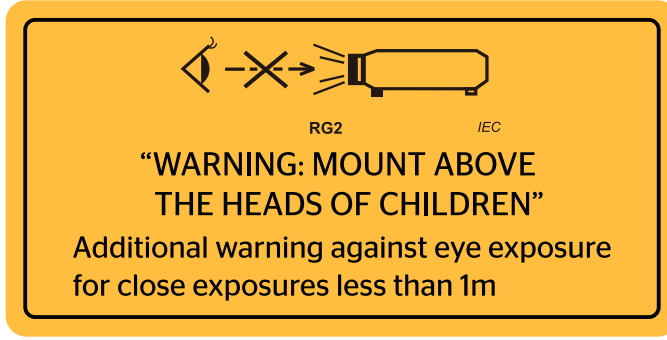 RG2 IEC
“WARNING: MOUNT ABOVE
THE HEADS OF CHILDREN”
Additional warning against eye exposure
for close exposures less than 1m